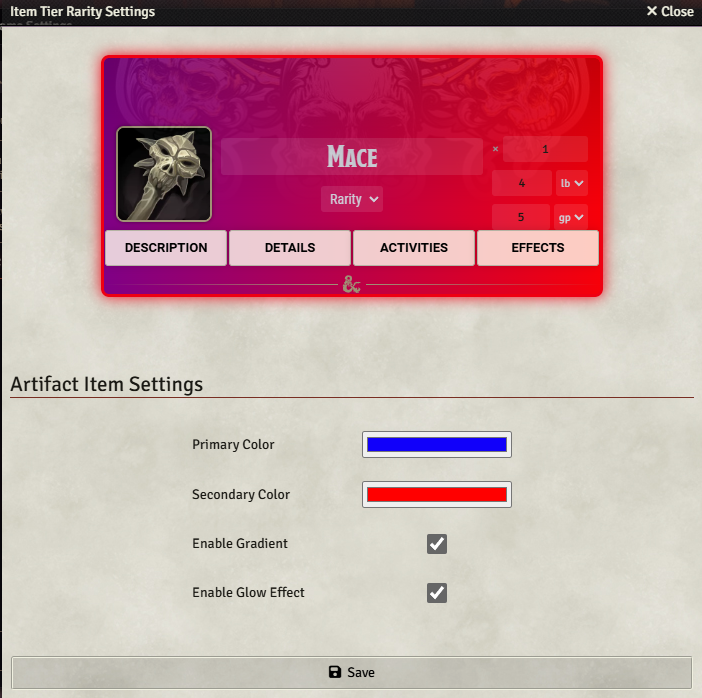 Item Tier Rarity Settings
✕ Close
Mace
× 1
Rarity
4 lb
5 gp
DESCRIPTION DETAILS ACTIVITIES EFFECTS
&
Artifact Item Settings
Primary Color
Secondary Color
Enable Gradient
Enable Glow Effect
Save